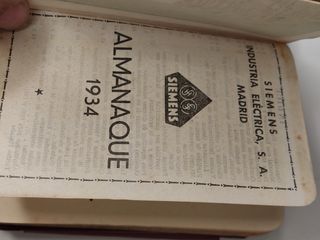 SIEMENS
INDUSTRIA ELÉCTRICA, S. A.
MADRID
SIEMENS
ALMANAQUE
1934